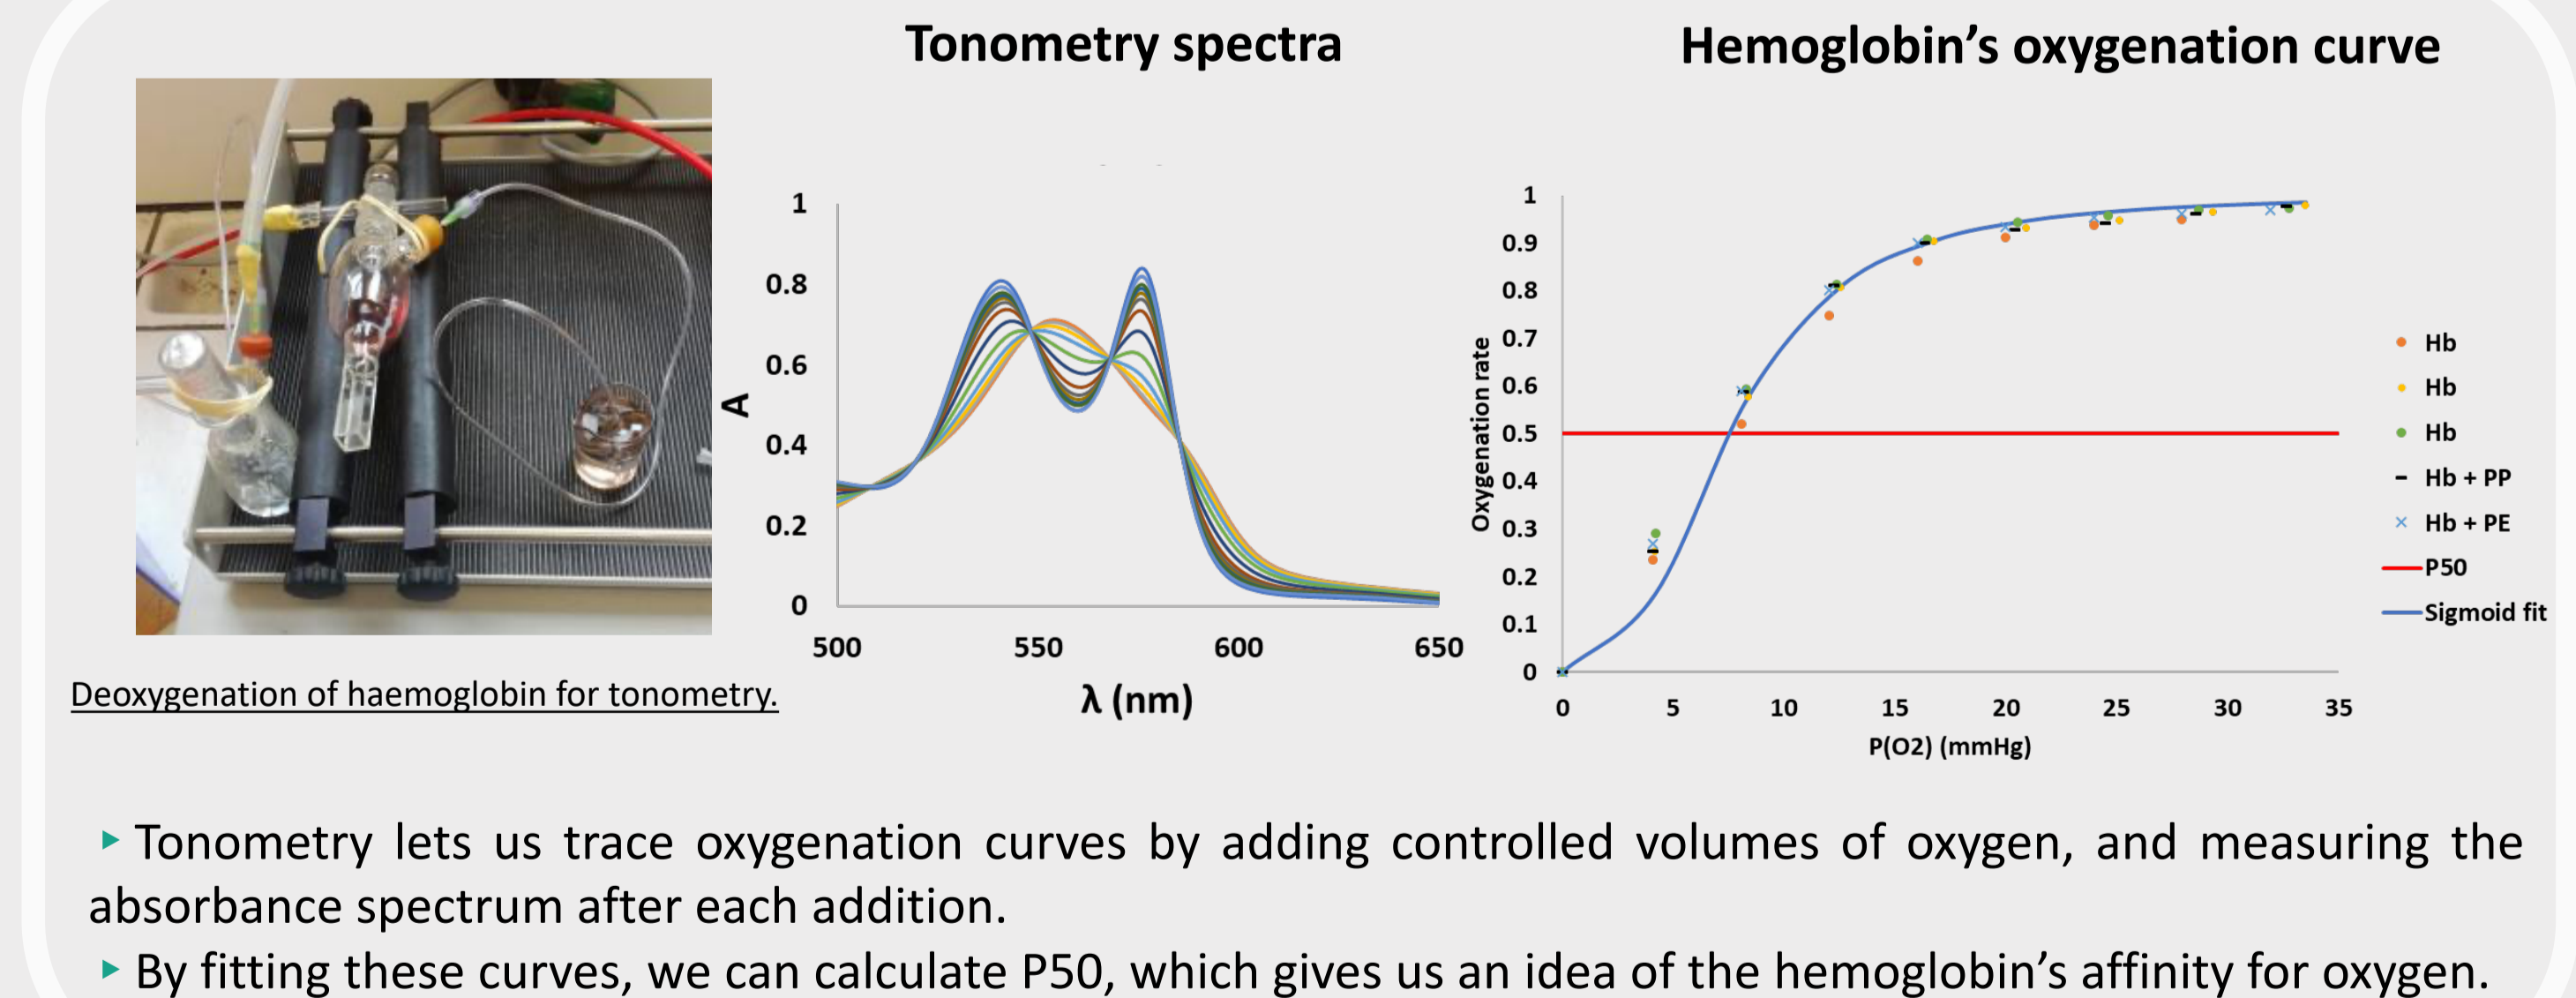 Tonometry spectra
Hemoglobin’s oxygenation curve
Deoxygenation of haemoglobin for tonometry.
A
1
0.8
0.6
0.4
0.2
0
500
550
600
650
λ (nm)
Oxygenation rate
1
0.9
0.8
0.7
0.6
0.5
0.4
0.3
0.2
0.1
0
0
5
10
15
20
25
30
35
P(O2) (mmHg)
Hb
Hb
Hb
Hb + PP
Hb + PE
P50
Sigmoid fit
Tonometry lets us trace oxygenation curves by adding controlled volumes of oxygen, and measuring the
absorbance spectrum after each addition.
By fitting these curves, we can calculate P50, which gives us an idea of the hemoglobin’s affinity for oxygen.